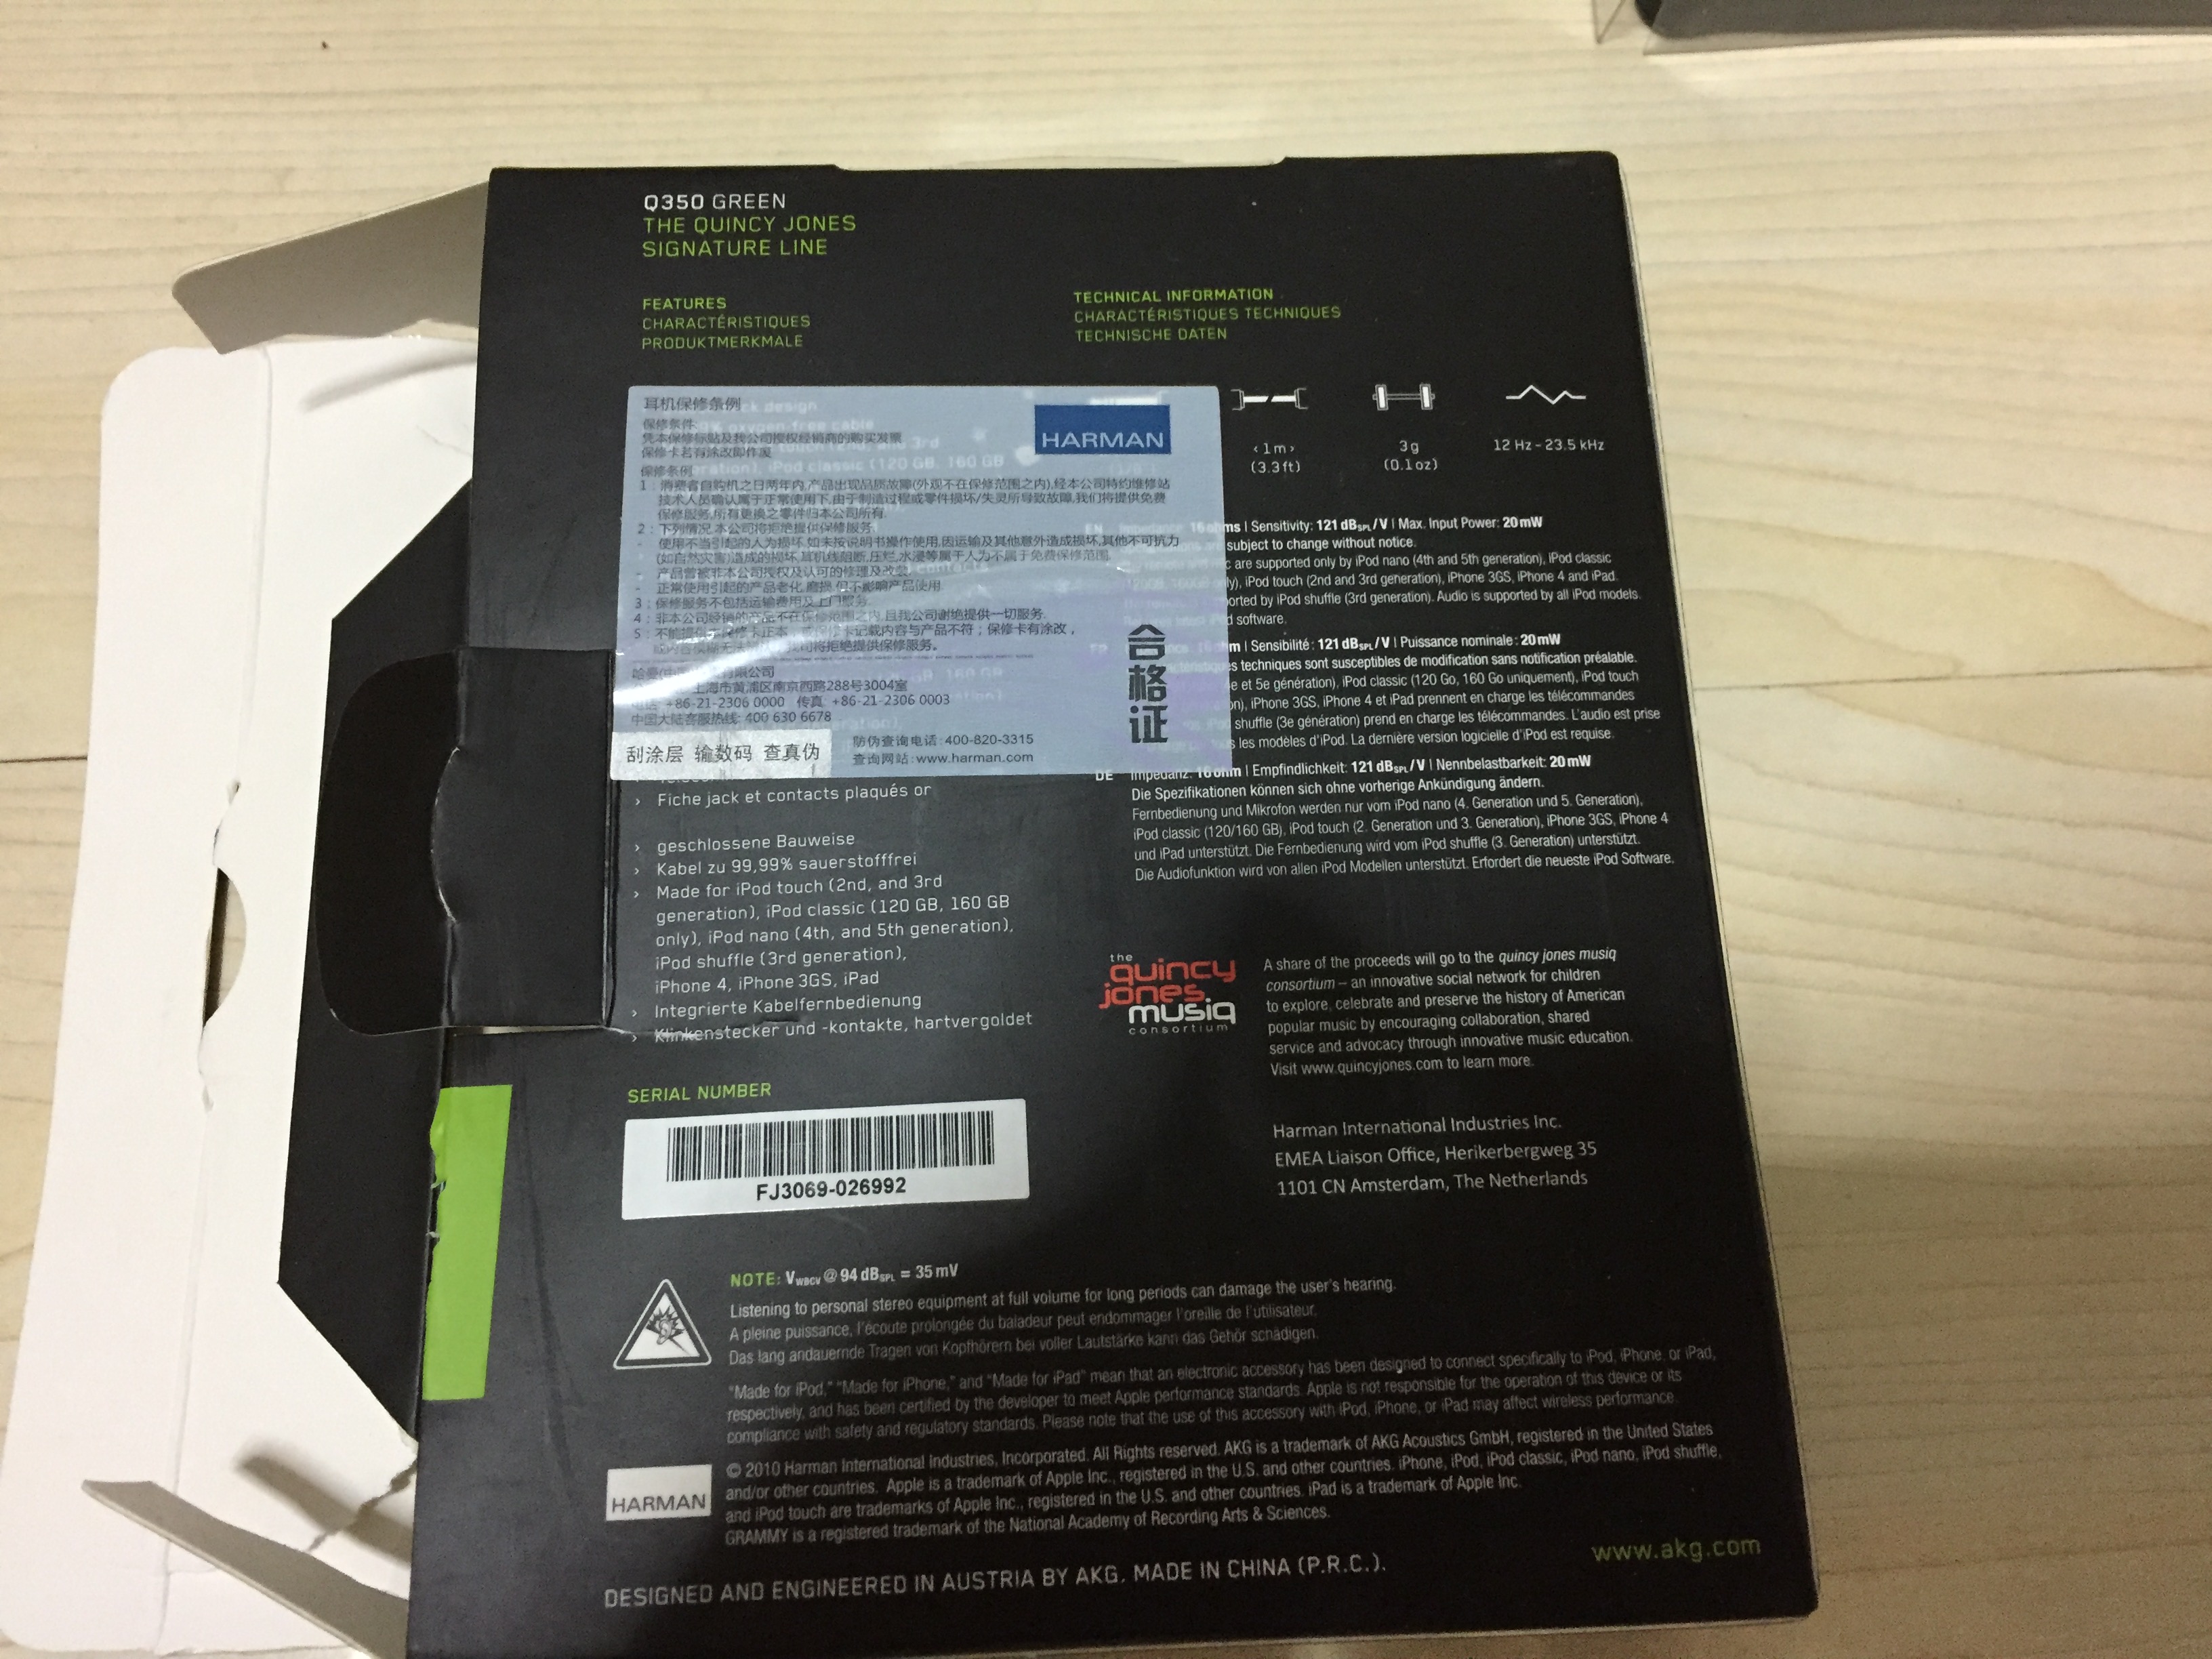 Q350 GREEN
THE QUINCY JONES
SIGNATURE LINE
FEATURES
CHARACTÉRISTIQUES
PRODUKTMERKMALE
TECHNICAL INFORMATION
CHARACTÉRISTIQUES TECHNIQUES
TECHNISCHE DATEN
‹ 1m ›
(3.3 ft)
3 g
(0.1 oz)
12 Hz - 23.5 kHz
耳机保修条例
HARMAN
保修条件:
凭本保修标贴及我公司授权经销商的购买发票
保修卡若有涂改即作废
保修条例
1：消费者自购机之日两年内,产品出现品质故障(外观不在保修范围之内),经本公司特约维修站
技术人员确认属于正常使用下,由于制造过程或零件损坏/失灵所导致故障,我们将提供免费
保修服务,所有更换之零件归本公司所有.
2：下列情况,本公司将拒绝提供保修服务
- 使用不当引起的人为损坏,如未按说明书操作使用,因运输及其他意外造成损坏,其他不可抗力
(如自然灾害)造成的损坏,耳机线阻断,压烂,水浸等属于人为不属于免费保修范围
- 产品曾被非本公司授权及认可的修理及改装
- 正常使用引起的产品老化,磨损,但不影响产品使用
3：保修服务不包括运输费用及上门服务.
4：非本公司经销的产品不在保修范围之内,且我公司谢绝提供一切服务.
5：不能提供 保修卡正本 卡记载内容与产品不符；保修卡有涂改，
或内容模糊无法 司将拒绝提供保修服务。
有限公司
上海市黄浦区南京西路288号3004室
电话 +86-21-2306 0000 传真 +86-21-2306 0003
中国大陆客服热线: 400 630 6678
合格证
刮涂层 输数码 查真伪
防伪查询电话:400-820-3315
查询网站:www.harman.com
16 ohms | Sensitivity: 121 dBSPL/V | Max. Input Power: 20 mW
subject to change without notice.
are supported only by iPod nano (4th and 5th generation), iPod classic
only), iPod touch (2nd and 3rd generation), iPhone 3GS, iPhone 4 and iPad.
supported by iPod shuffle (3rd generation). Audio is supported by all iPod models.
software.
| Sensibilité : 121 dBSPL/V | Puissance nominale : 20 mW
techniques sont susceptibles de modification sans notification préalable.
e et 5e génération), iPod classic (120 Go, 160 Go uniquement), iPod touch
iPhone 3GS, iPhone 4 et iPad prennent en charge les télécommandes
shuffle (3e génération) prend en charge les télécommandes. L'audio est prise
les modèles d'iPod. La dernière version logicielle d'iPod est requise.
DE Impedanz: 16 ohm | Empfindlichkeit: 121 dBSPL/V | Nennbelastbarkeit: 20 mW
Die Spezifikationen können sich ohne vorherige Ankündigung ändern.
Fernbedienung und Mikrofon werden nur vom iPod nano (4. Generation und 5. Generation),
iPod classic (120/160 GB), iPod touch (2. Generation und 3. Generation), iPhone 3GS, iPhone 4
und iPad unterstützt. Die Fernbedienung wird vom iPod shuffle (3. Generation) unterstützt.
Die Audiofunktion wird von allen iPod Modellen unterstützt. Erfordert die neueste iPod Software.
› Fiche jack et contacts plaqués or
› geschlossene Bauweise
› Kabel zu 99,99% sauerstofffrei
› Made for iPod touch (2nd, and 3rd
generation), iPod classic (120 GB, 160 GB
only), iPod nano (4th, and 5th generation),
iPod shuffle (3rd generation),
iPhone 4, iPhone 3GS, iPad
› Integrierte Kabelfernbedienung
› Klinkenstecker und -kontakte, hartvergoldet
the
quincy
jones
musiq
consortium
A share of the proceeds will go to the quincy jones musiq
consortium – an innovative social network for children
to explore, celebrate and preserve the history of American
popular music by encouraging collaboration, shared
service and advocacy through innovative music education.
Visit www.quincyjones.com to learn more.
SERIAL NUMBER
FJ3069-026992
Harman International Industries Inc.
EMEA Liaison Office, Herikerbergweg 35
1101 CN Amsterdam, The Netherlands
NOTE: VWBCV @ 94 dBSPL = 35 mV
Listening to personal stereo equipment at full volume for long periods can damage the user's hearing.
A pleine puissance, l'écoute prolongée du baladeur peut endommager l'oreille de l'utilisateur.
Das lang andauernde Tragen von Kopfhörern bei voller Lautstärke kann das Gehör schädigen.
"Made for iPod," "Made for iPhone," and "Made for iPad" mean that an electronic accessory has been designed to connect specifically to iPod, iPhone, or iPad,
respectively, and has been certified by the developer to meet Apple performance standards. Apple is not responsible for the operation of this device or its
compliance with safety and regulatory standards. Please note that the use of this accessory with iPod, iPhone, or iPad may affect wireless performance.
HARMAN
© 2010 Harman International Industries, Incorporated. All Rights reserved. AKG is a trademark of AKG Acoustics GmbH, registered in the United States
and/or other countries. Apple is a trademark of Apple Inc., registered in the U.S. and other countries. iPhone, iPod, iPod classic, iPod nano, iPod shuffle,
and iPod touch are trademarks of Apple Inc., registered in the U.S. and other countries. iPad is a trademark of Apple Inc.
GRAMMY is a registered trademark of the National Academy of Recording Arts & Sciences.
DESIGNED AND ENGINEERED IN AUSTRIA BY AKG. MADE IN CHINA (P.R.C.).
www.akg.com